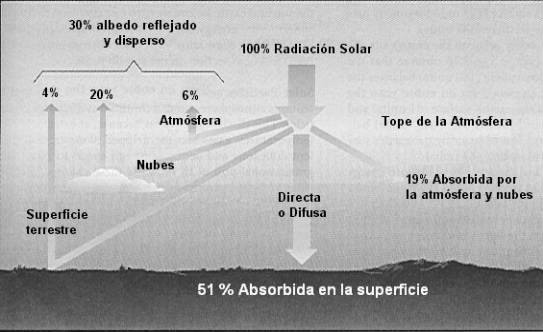 30% albedo reflejado
y disperso
100% Radiación Solar
4%
20%
6%
Atmósfera
Tope de la Atmósfera
Nubes
19% Absorbida por
la atmósfera y nubes
Directa
o Difusa
Superficie
terrestre
51 % Absorbida en la superficie